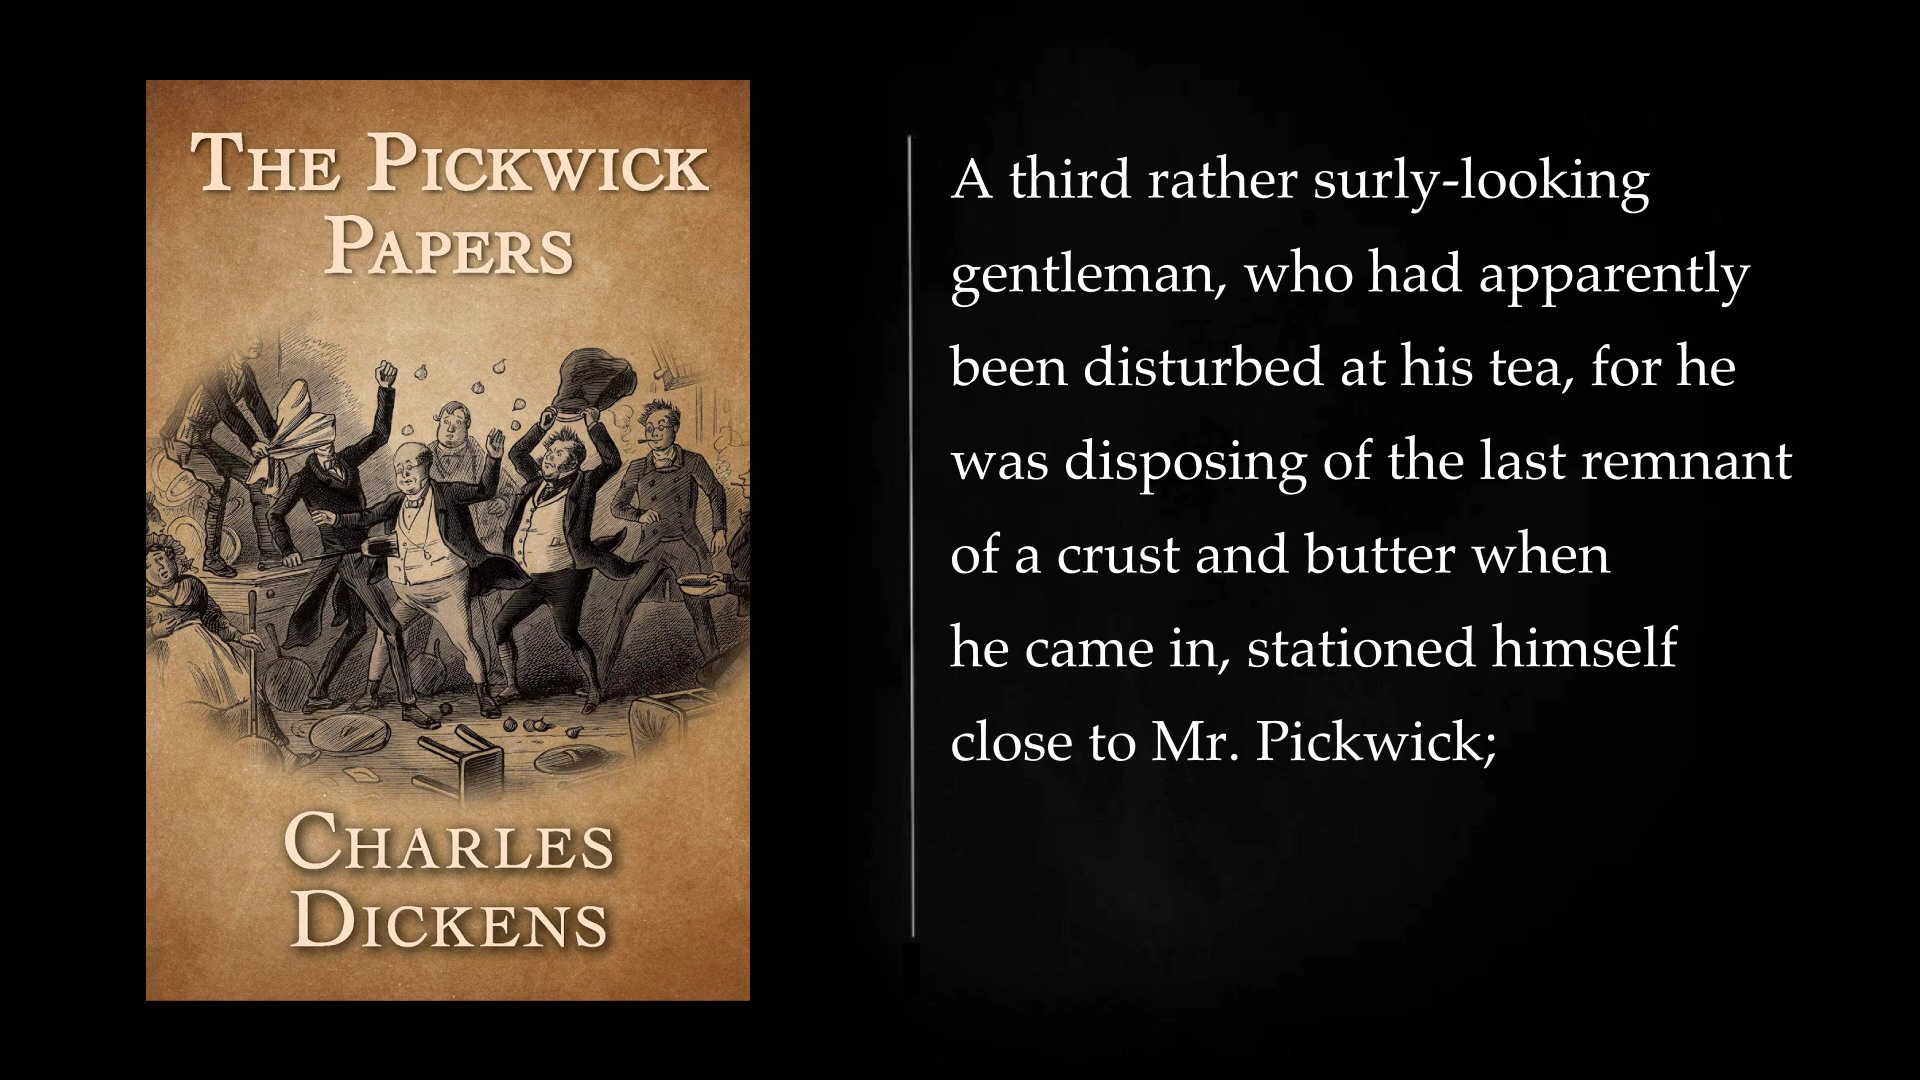 The Pickwick
Papers
Charles
Dickens
A third rather surly-looking
gentleman, who had apparently
been disturbed at his tea, for he
was disposing of the last remnant
of a crust and butter when
he came in, stationed himself
close to Mr. Pickwick;